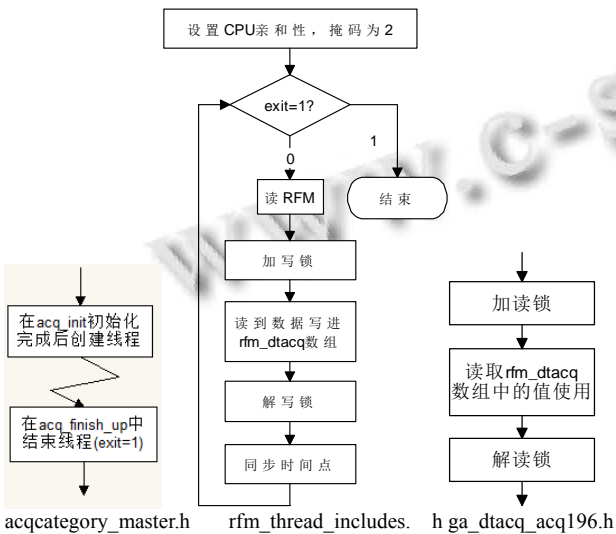 设置CPU亲和性，掩码为2
exit=1?
0
1
读 RFM
结束
加写锁
读到数据写进
rfm_dtacq数组
解写锁
同步时间点
在acq_init初始化
完成后创建线程
在acq_finish_up中
结束线程(exit=1)
加读锁
读取rfm_dtacq
数组中的值使用
解读锁
acqcategory_master.h rfm_thread_includes. h ga_dtacq_acq196.h
www.c-s